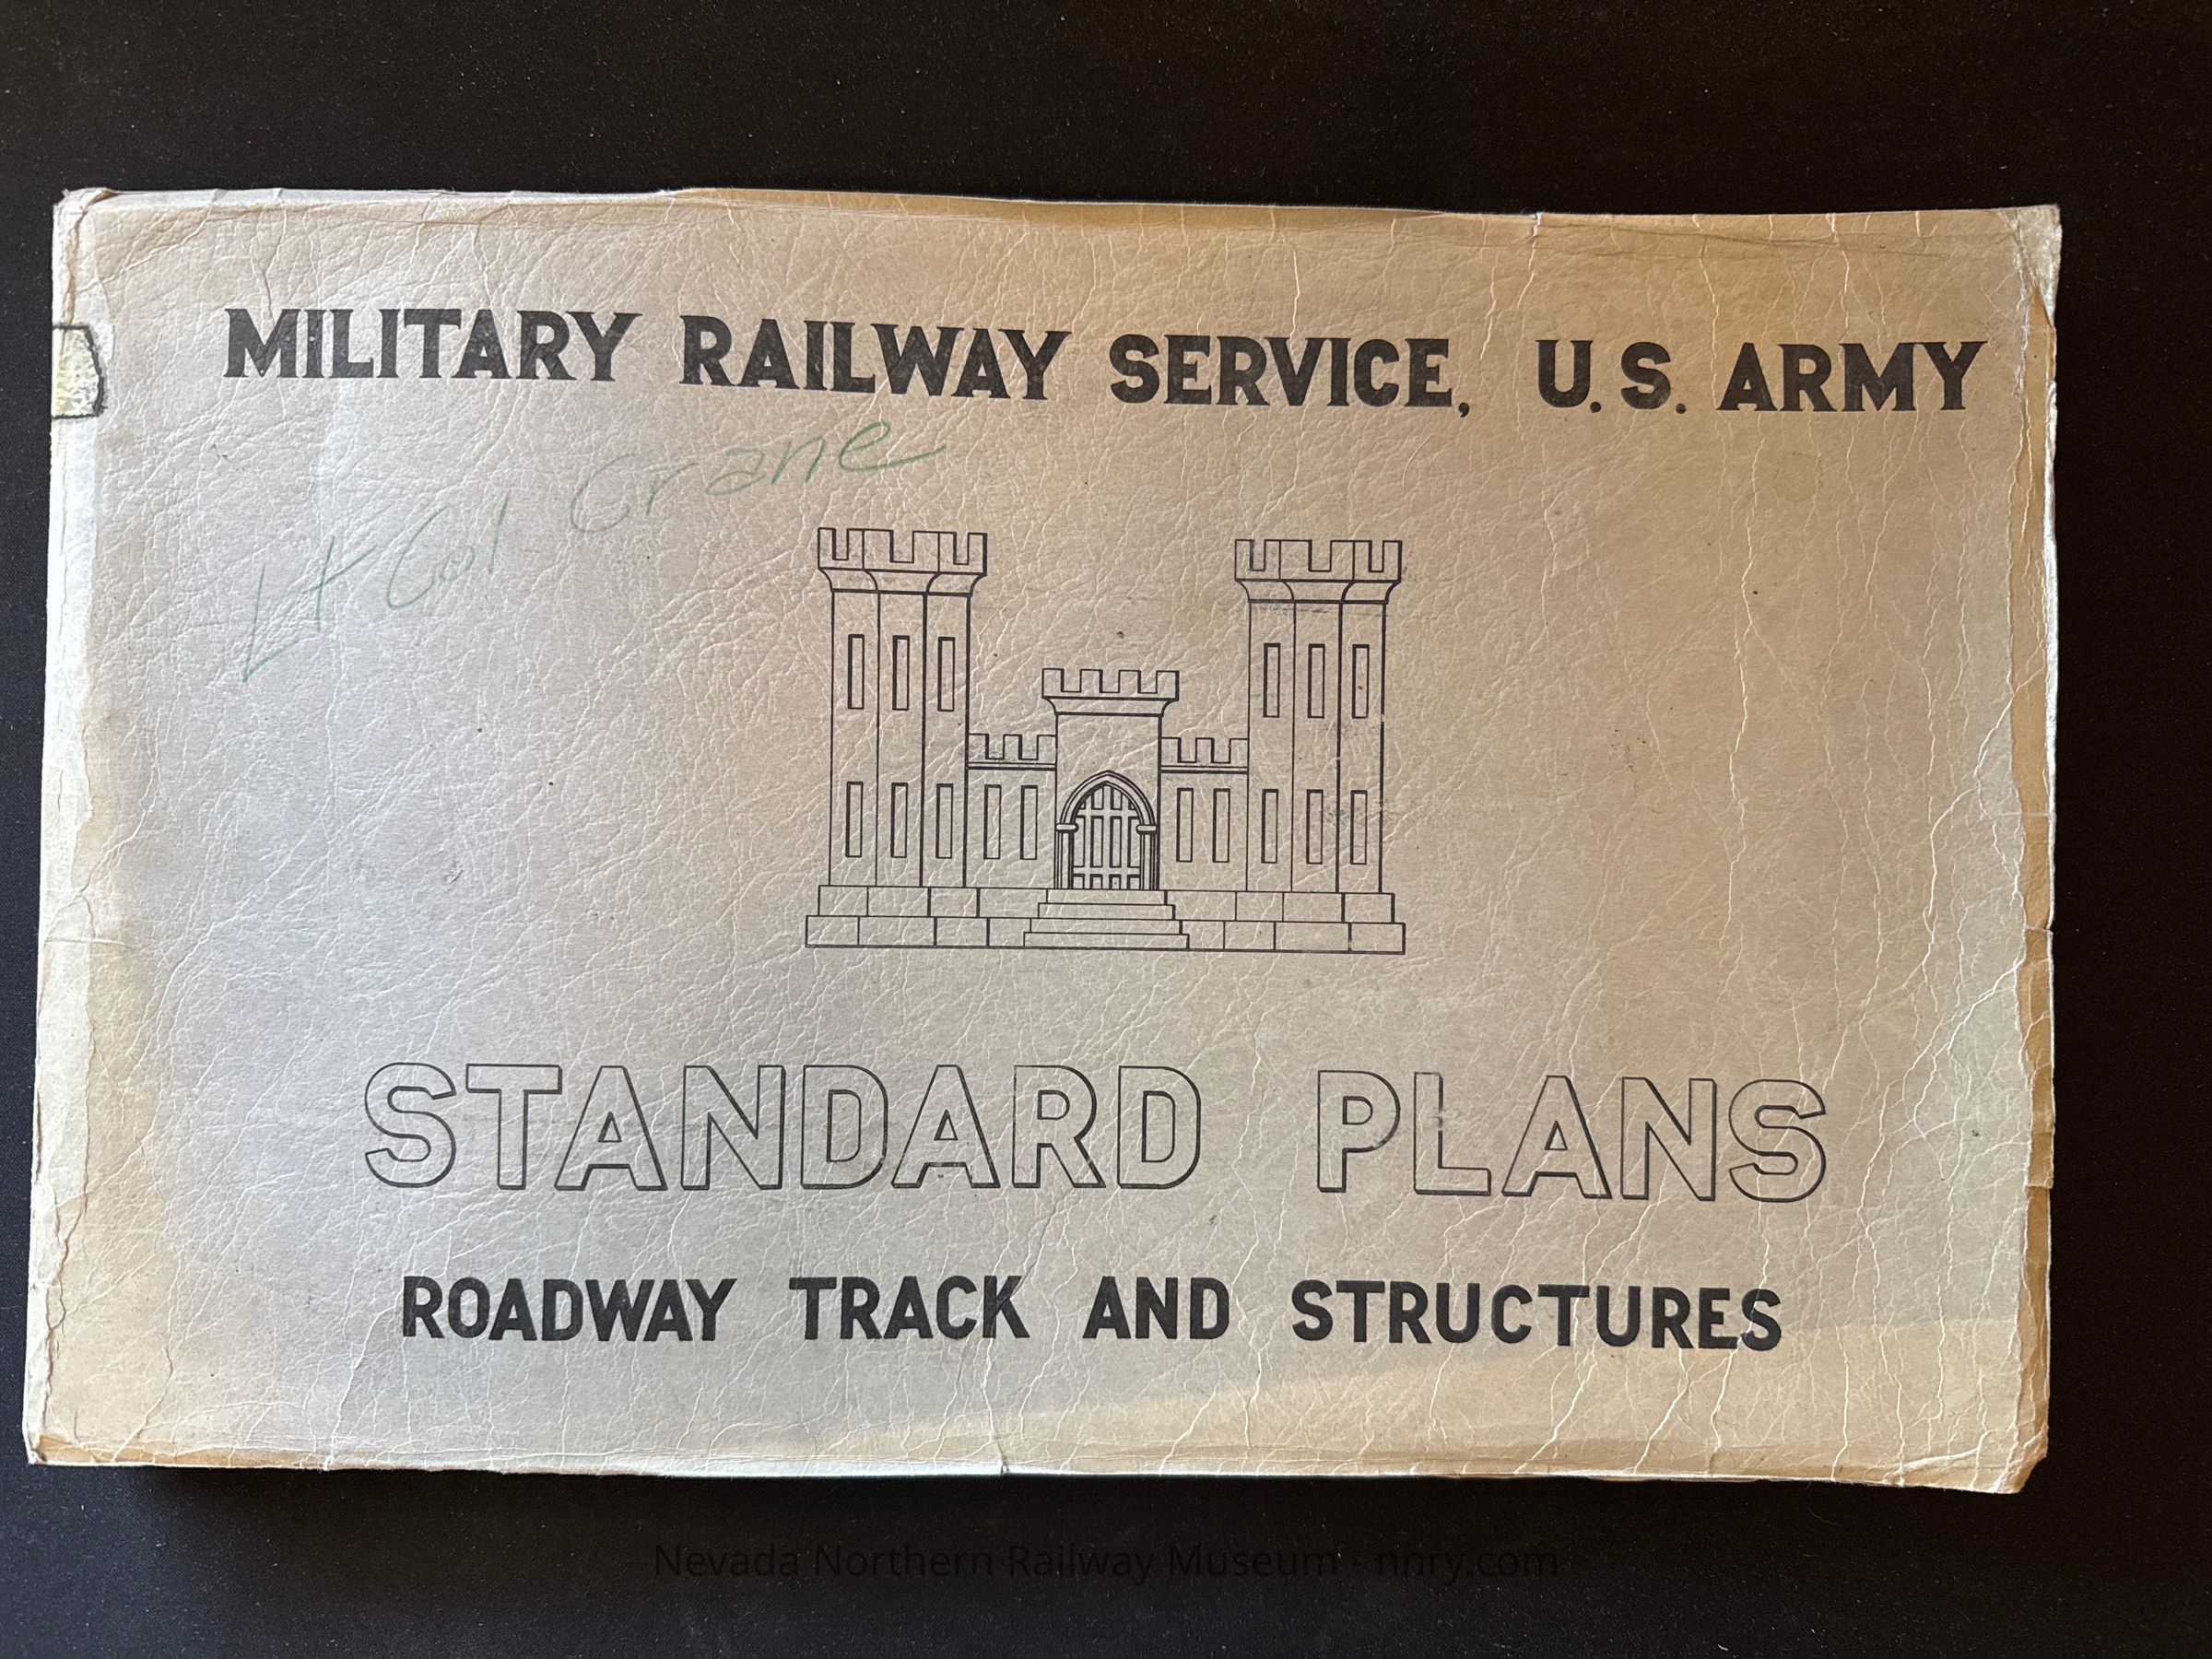 MILITARY RAILWAY SERVICE, U.S. ARMY
Lt Col Crane
STANDARD PLANS
ROADWAY TRACK AND STRUCTURES
Nevada Northern Railway Museum - nnry.com